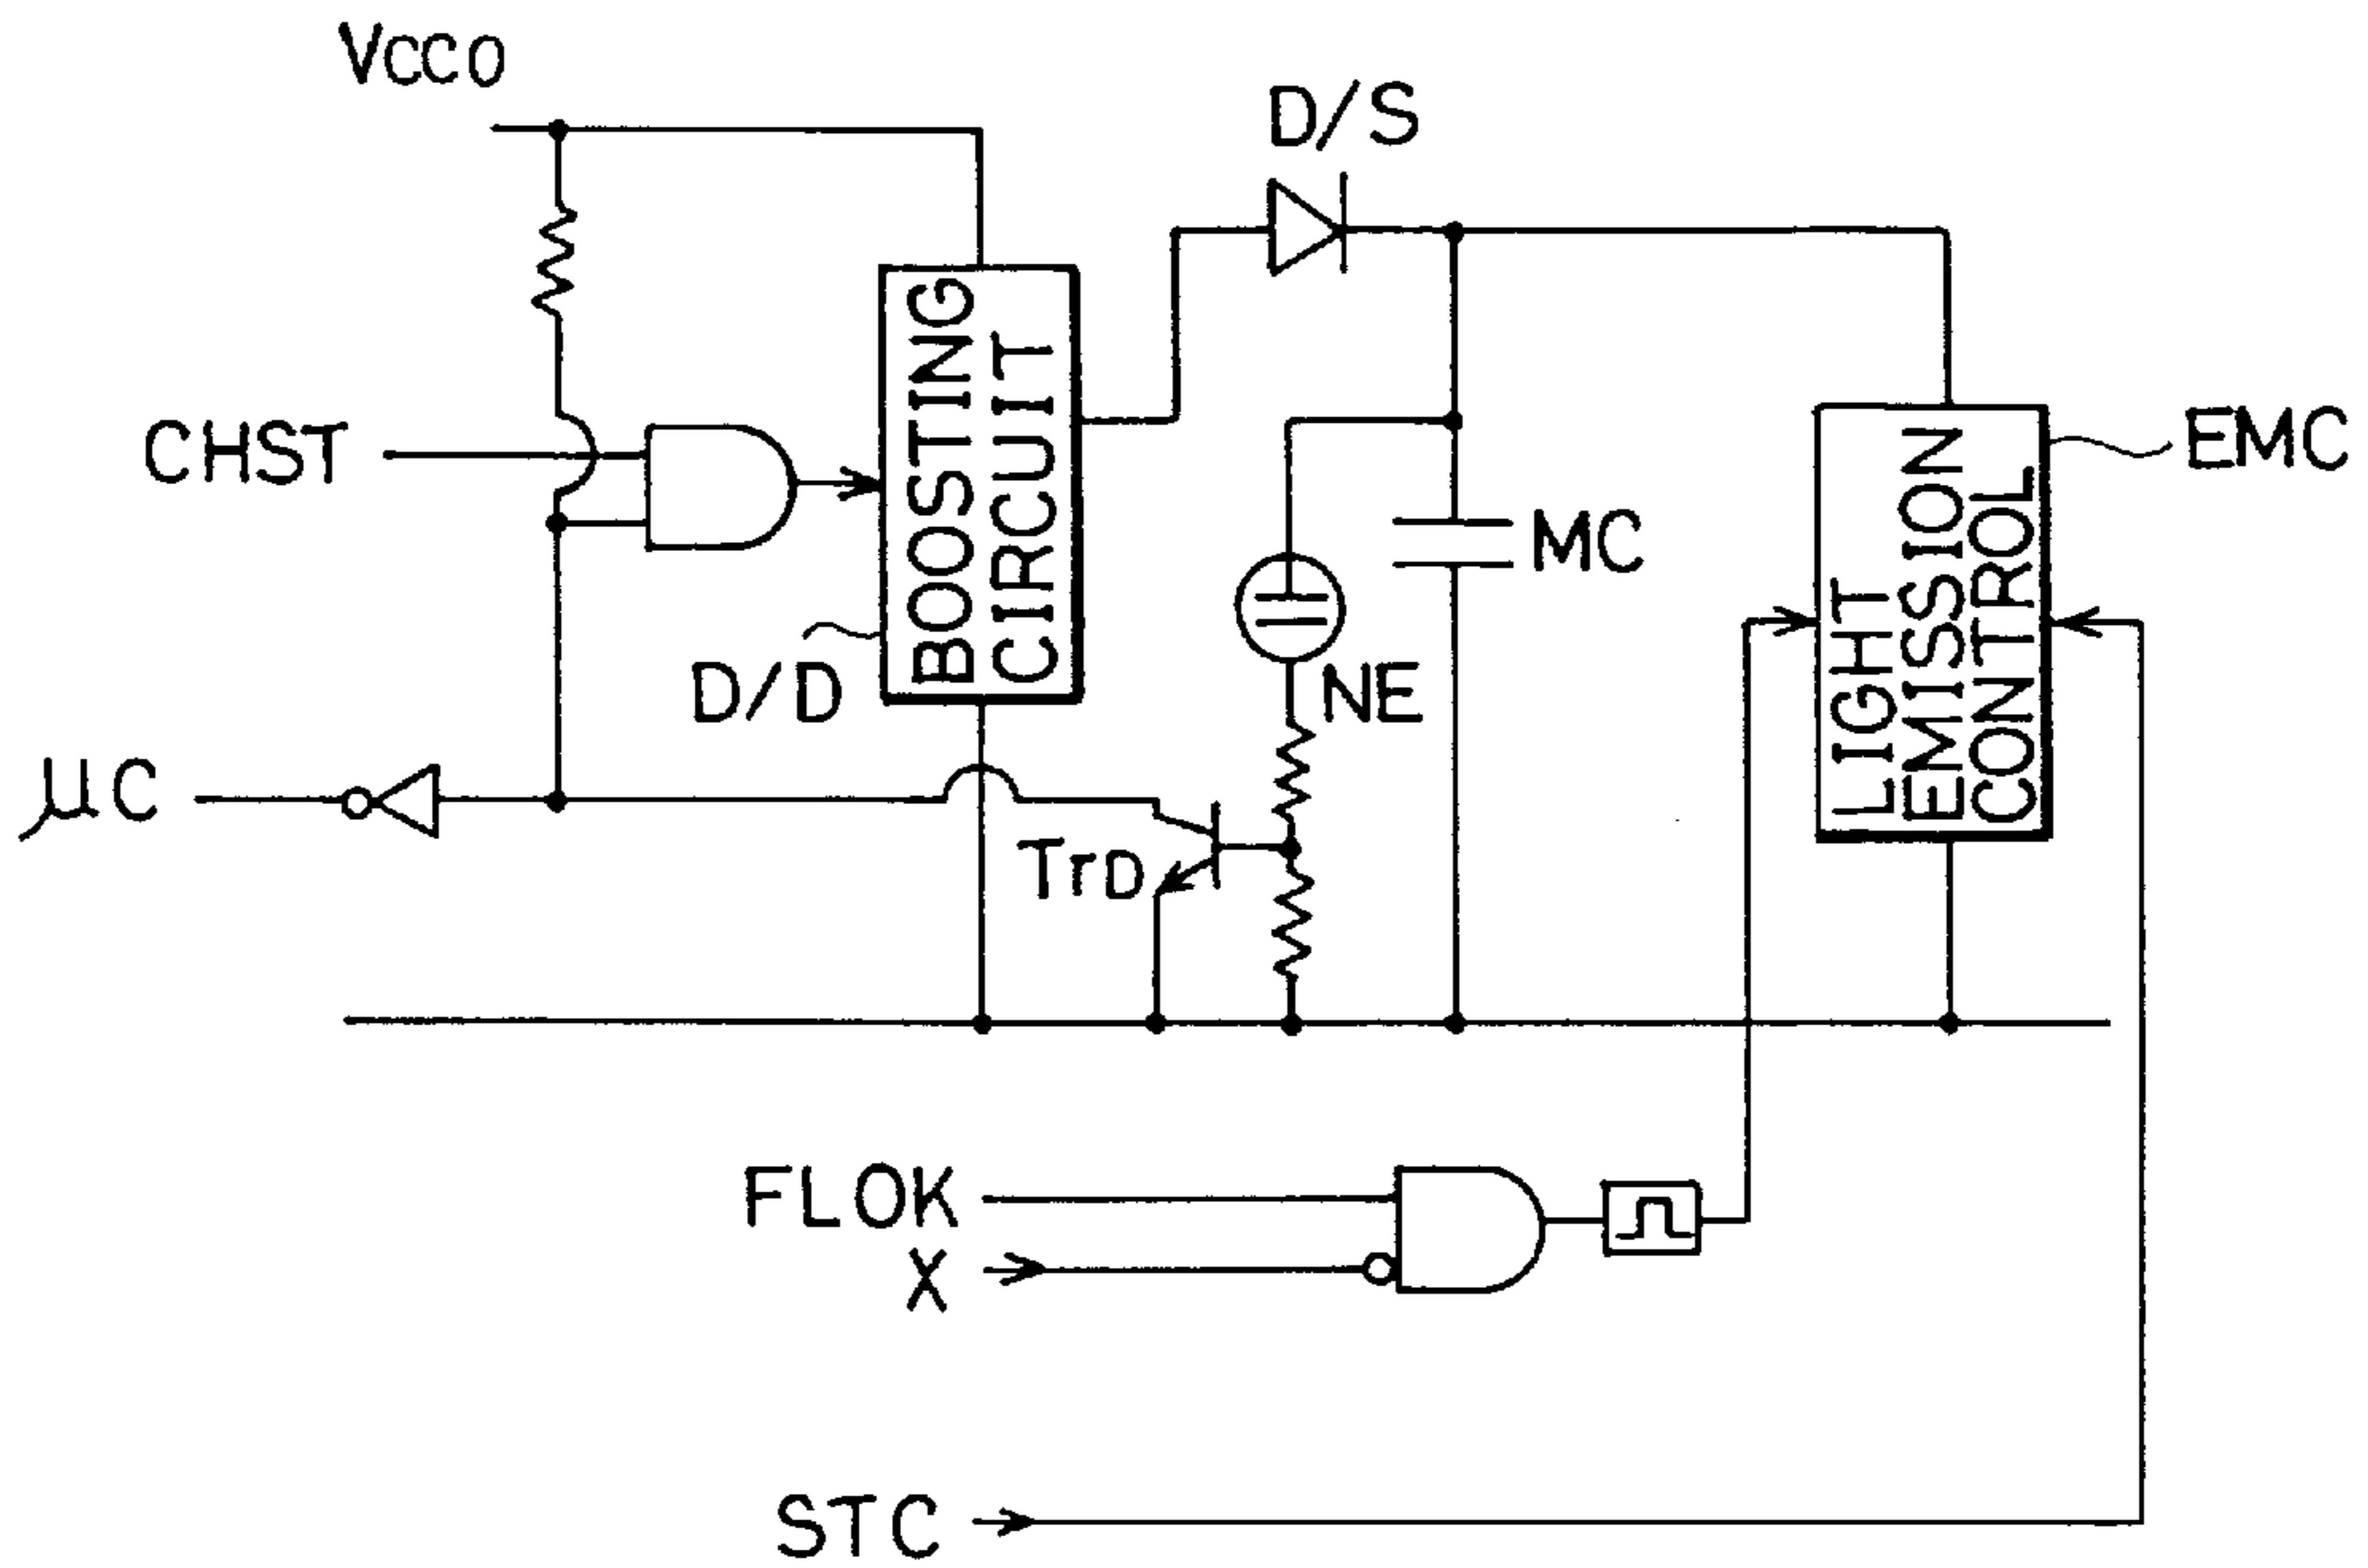 VCCO
D/S
CHST
BOOSTING
CIRCUIT
D/D
MC
NE
LIGHT
EMISSION
CONTROL
EMC
μC
TrD
FLOK
X
STC